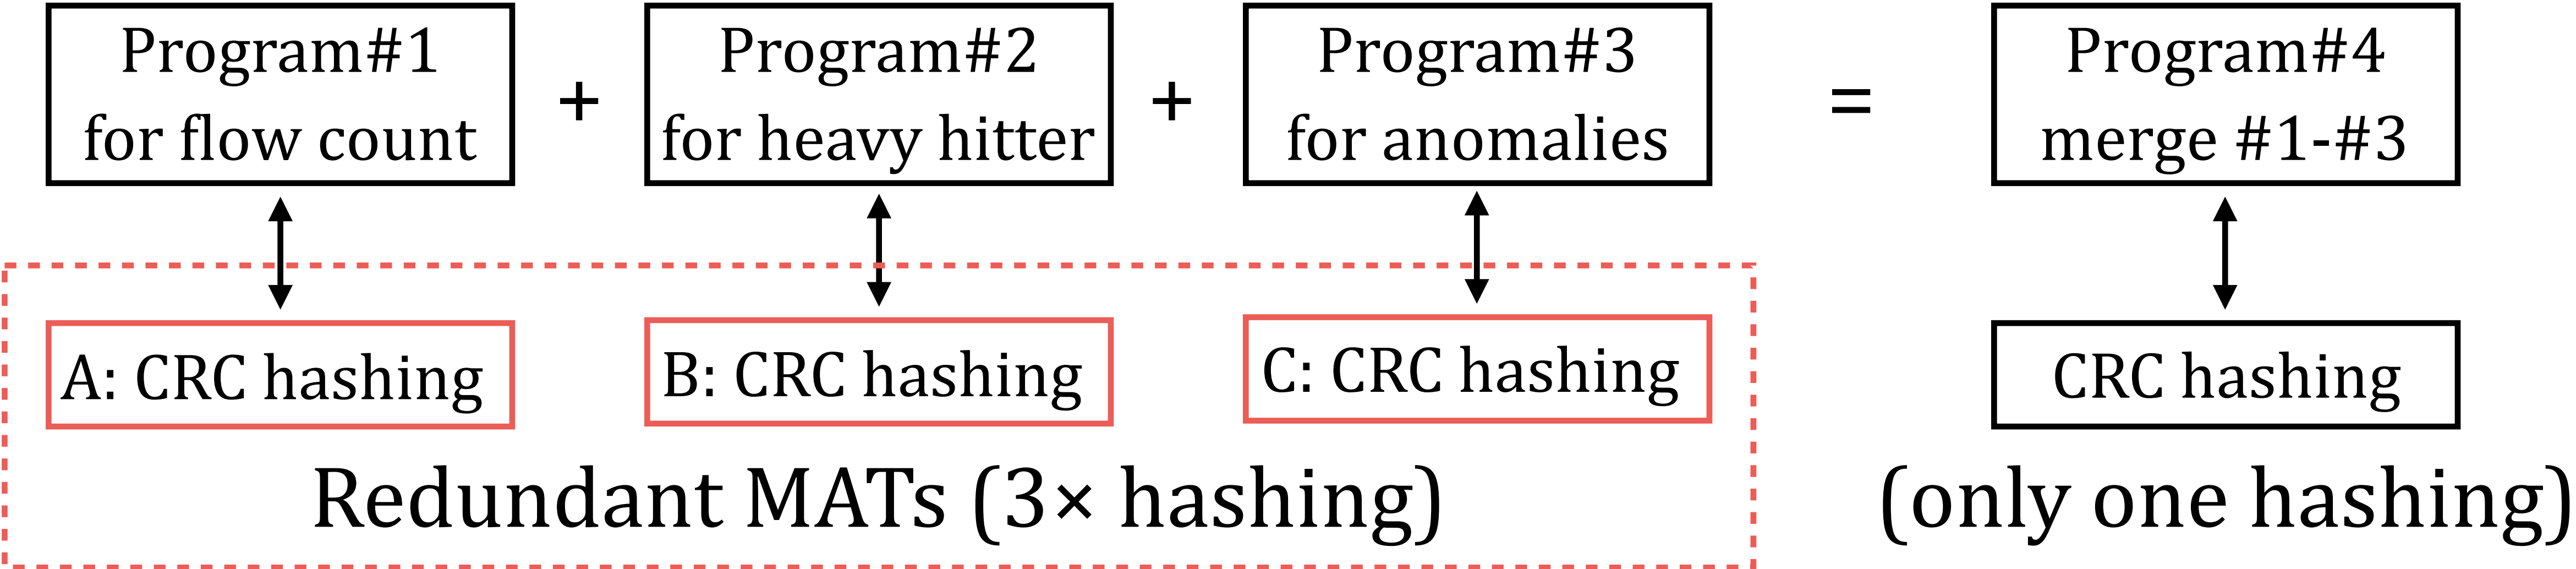 Program#1
for flow count
+
Program#2
for heavy hitter
+
Program#3
for anomalies
=
Program#4
merge #1-#3
A: CRC hashing
B: CRC hashing
C: CRC hashing
CRC hashing
Redundant MATs (3× hashing)
(only one hashing)